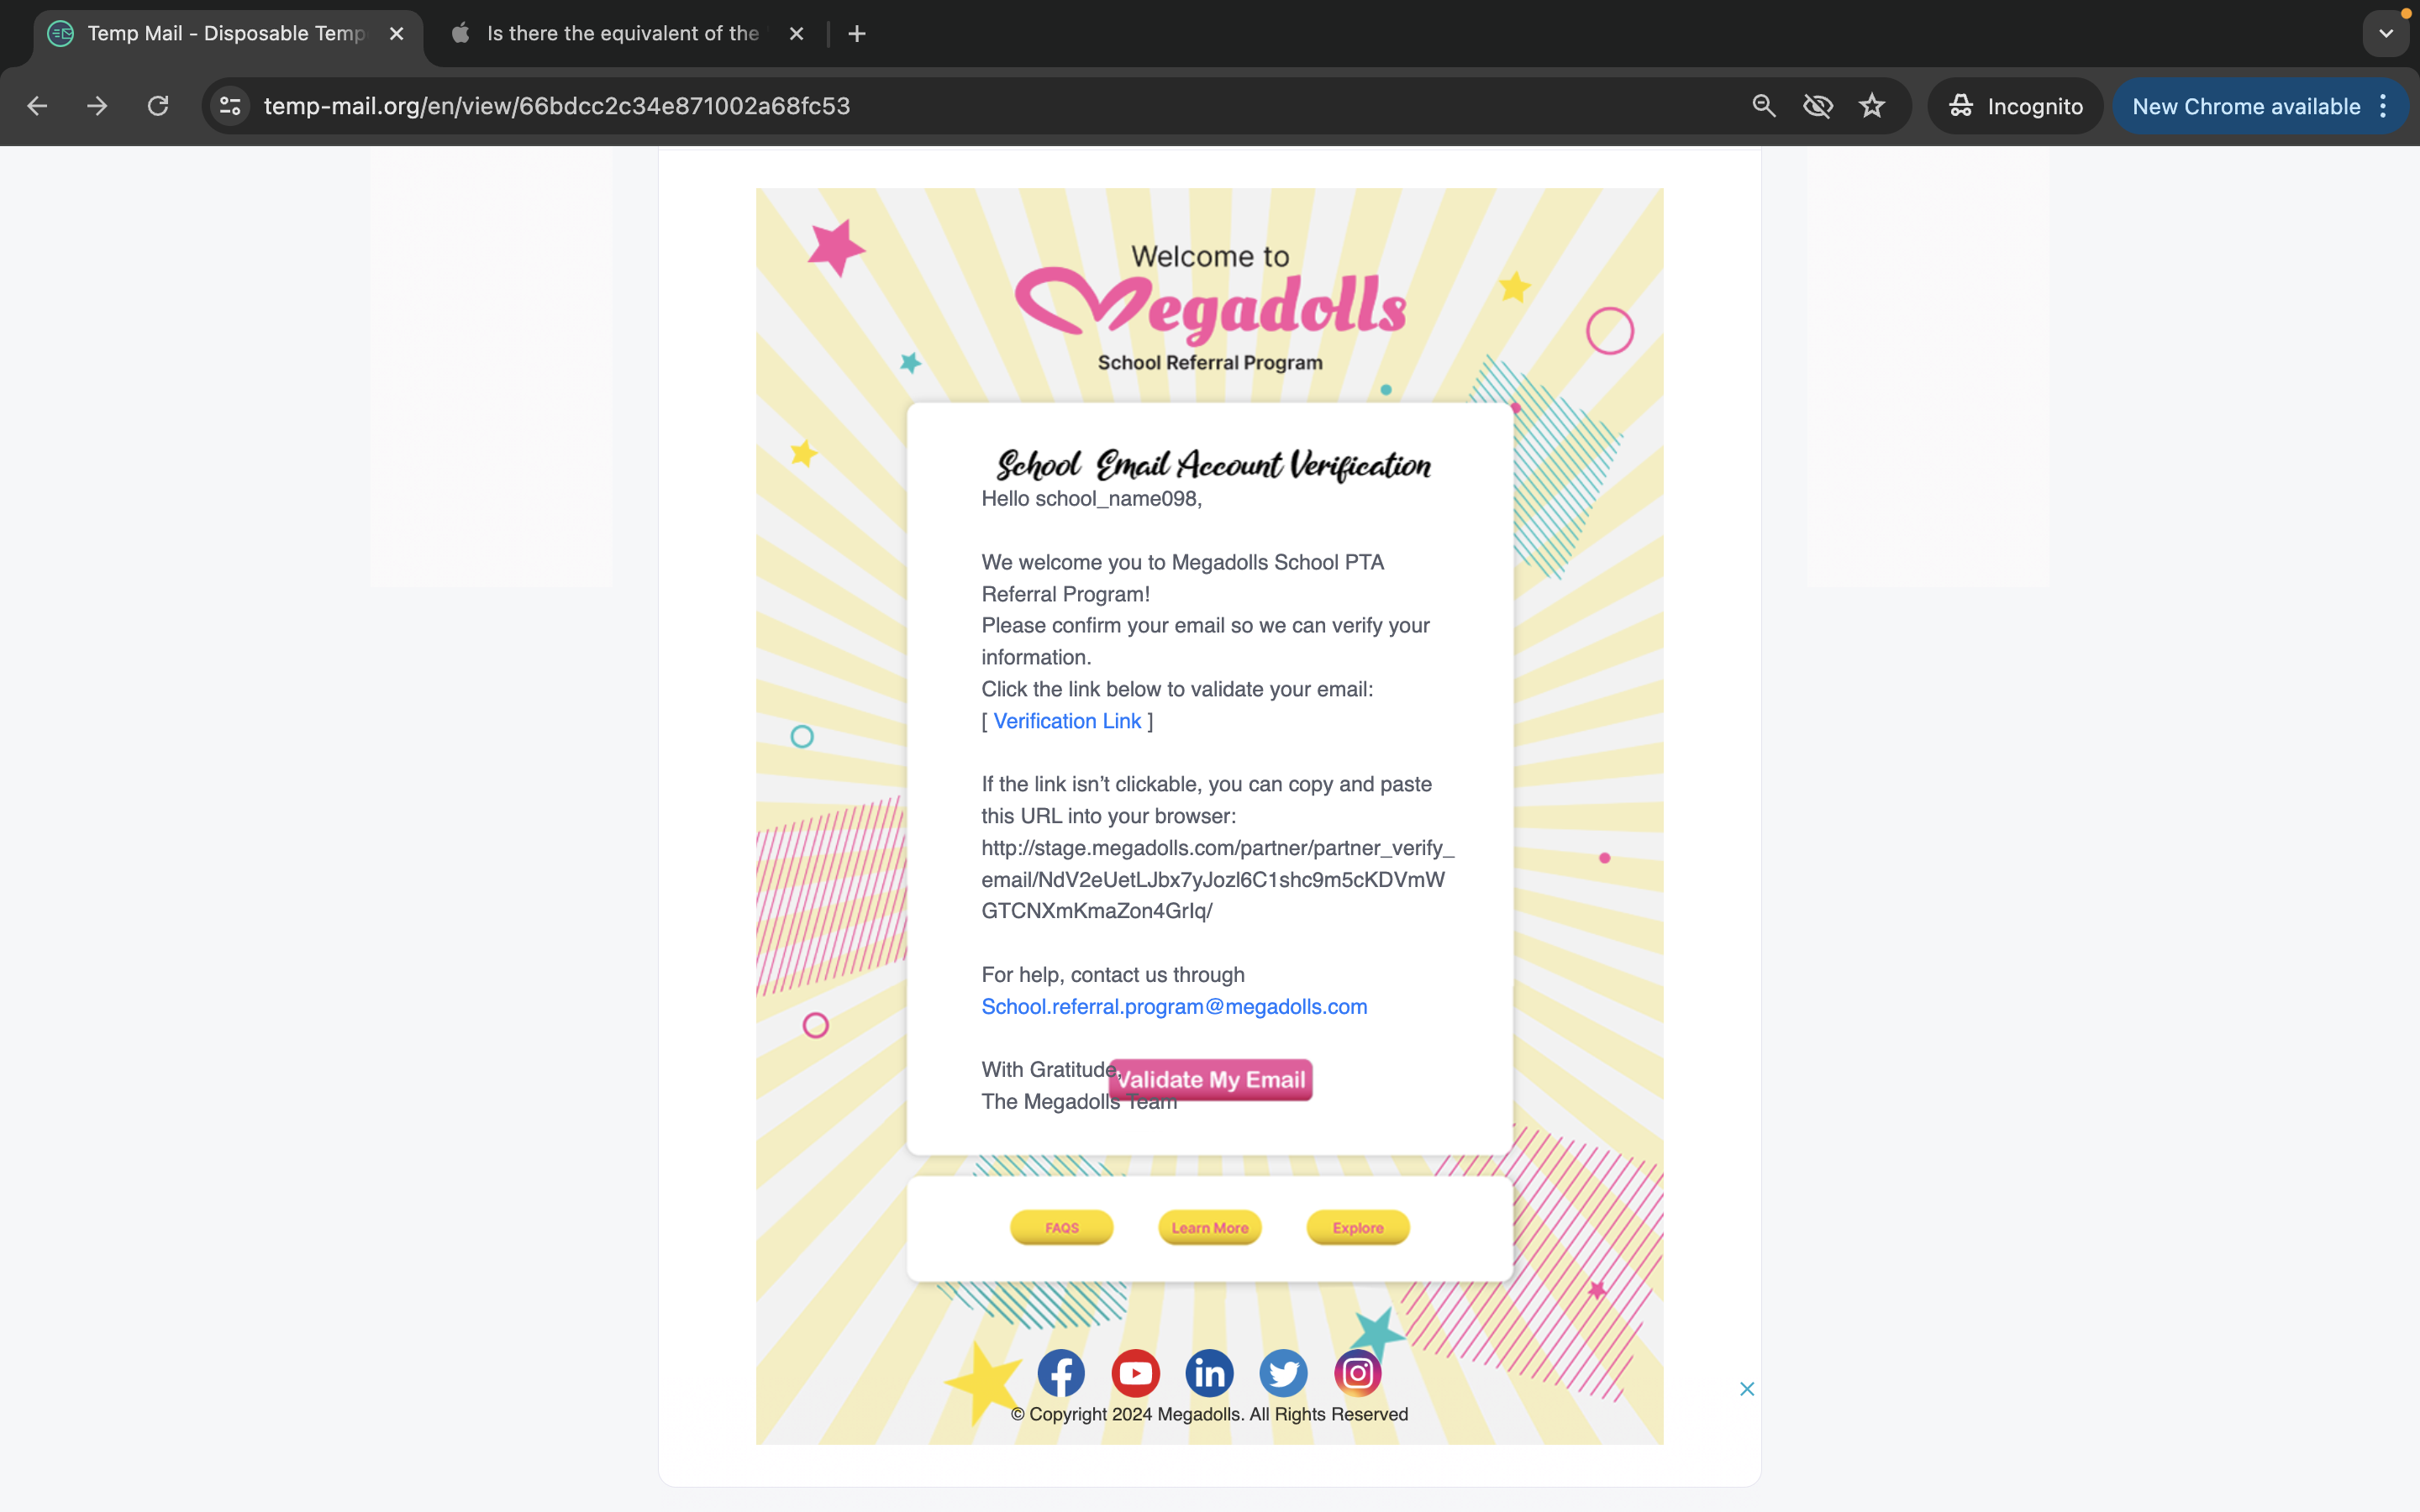 Temp Mail - Disposable Temp
Is there the equivalent of the
temp-mail.org/en/view/66bdcc2c34e871002a68fc53
Incognito
New Chrome available
Welcome to
Megadolls
School Referral Program
School Email Account Verification
Hello school_name098,
We welcome you to Megadolls School PTA
Referral Program!
Please confirm your email so we can verify your
information.
Click the link below to validate your email:
[ Verification Link ]
If the link isn’t clickable, you can copy and paste
this URL into your browser:
http://stage.megadolls.com/partner/partner_verify_
email/NdV2eUetLJbx7yJozl6C1shc9m5cKDVmW
GTCNXmKmaZon4GrIq/
For help, contact us through
School.referral.program@megadolls.com
With Gratitude,
Validate My Email
The Megadolls Team
FAQS
Learn More
Explore
© Copyright 2024 Megadolls. All Rights Reserved